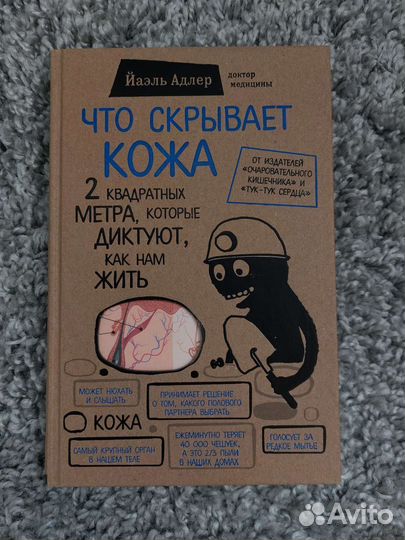 Йаэль Адлер
доктор
медицины
ЧТО СКРЫВАЕТ
КОЖА
ОТ ИЗДАТЕЛЕЙ
«ОЧАРОВАТЕЛЬНОГО
КИШЕЧНИКА» И
«ТУК-ТУК СЕРДЦА»
2 КВАДРАТНЫХ
МЕТРА, КОТОРЫЕ
ДИКТУЮТ,
КАК НАМ
ЖИТЬ
МОЖЕТ НЮХАТЬ
И СЛЫШАТЬ
ПРИНИМАЕТ РЕШЕНИЕ
О ТОМ, КАКОГО ПОЛОВОГО
ПАРТНЕРА ВЫБРАТЬ
КОЖА
САМЫЙ КРУПНЫЙ ОРГАН
В НАШЕМ ТЕЛЕ
ЕЖЕМИНУТНО ТЕРЯЕТ
40 000 ЧЕШУЕК,
А ЭТО 2/3 ПЫЛИ
В НАШИХ ДОМАХ
ГОЛОСУЕТ ЗА
РЕДКОЕ МЫТЬЕ
Avito